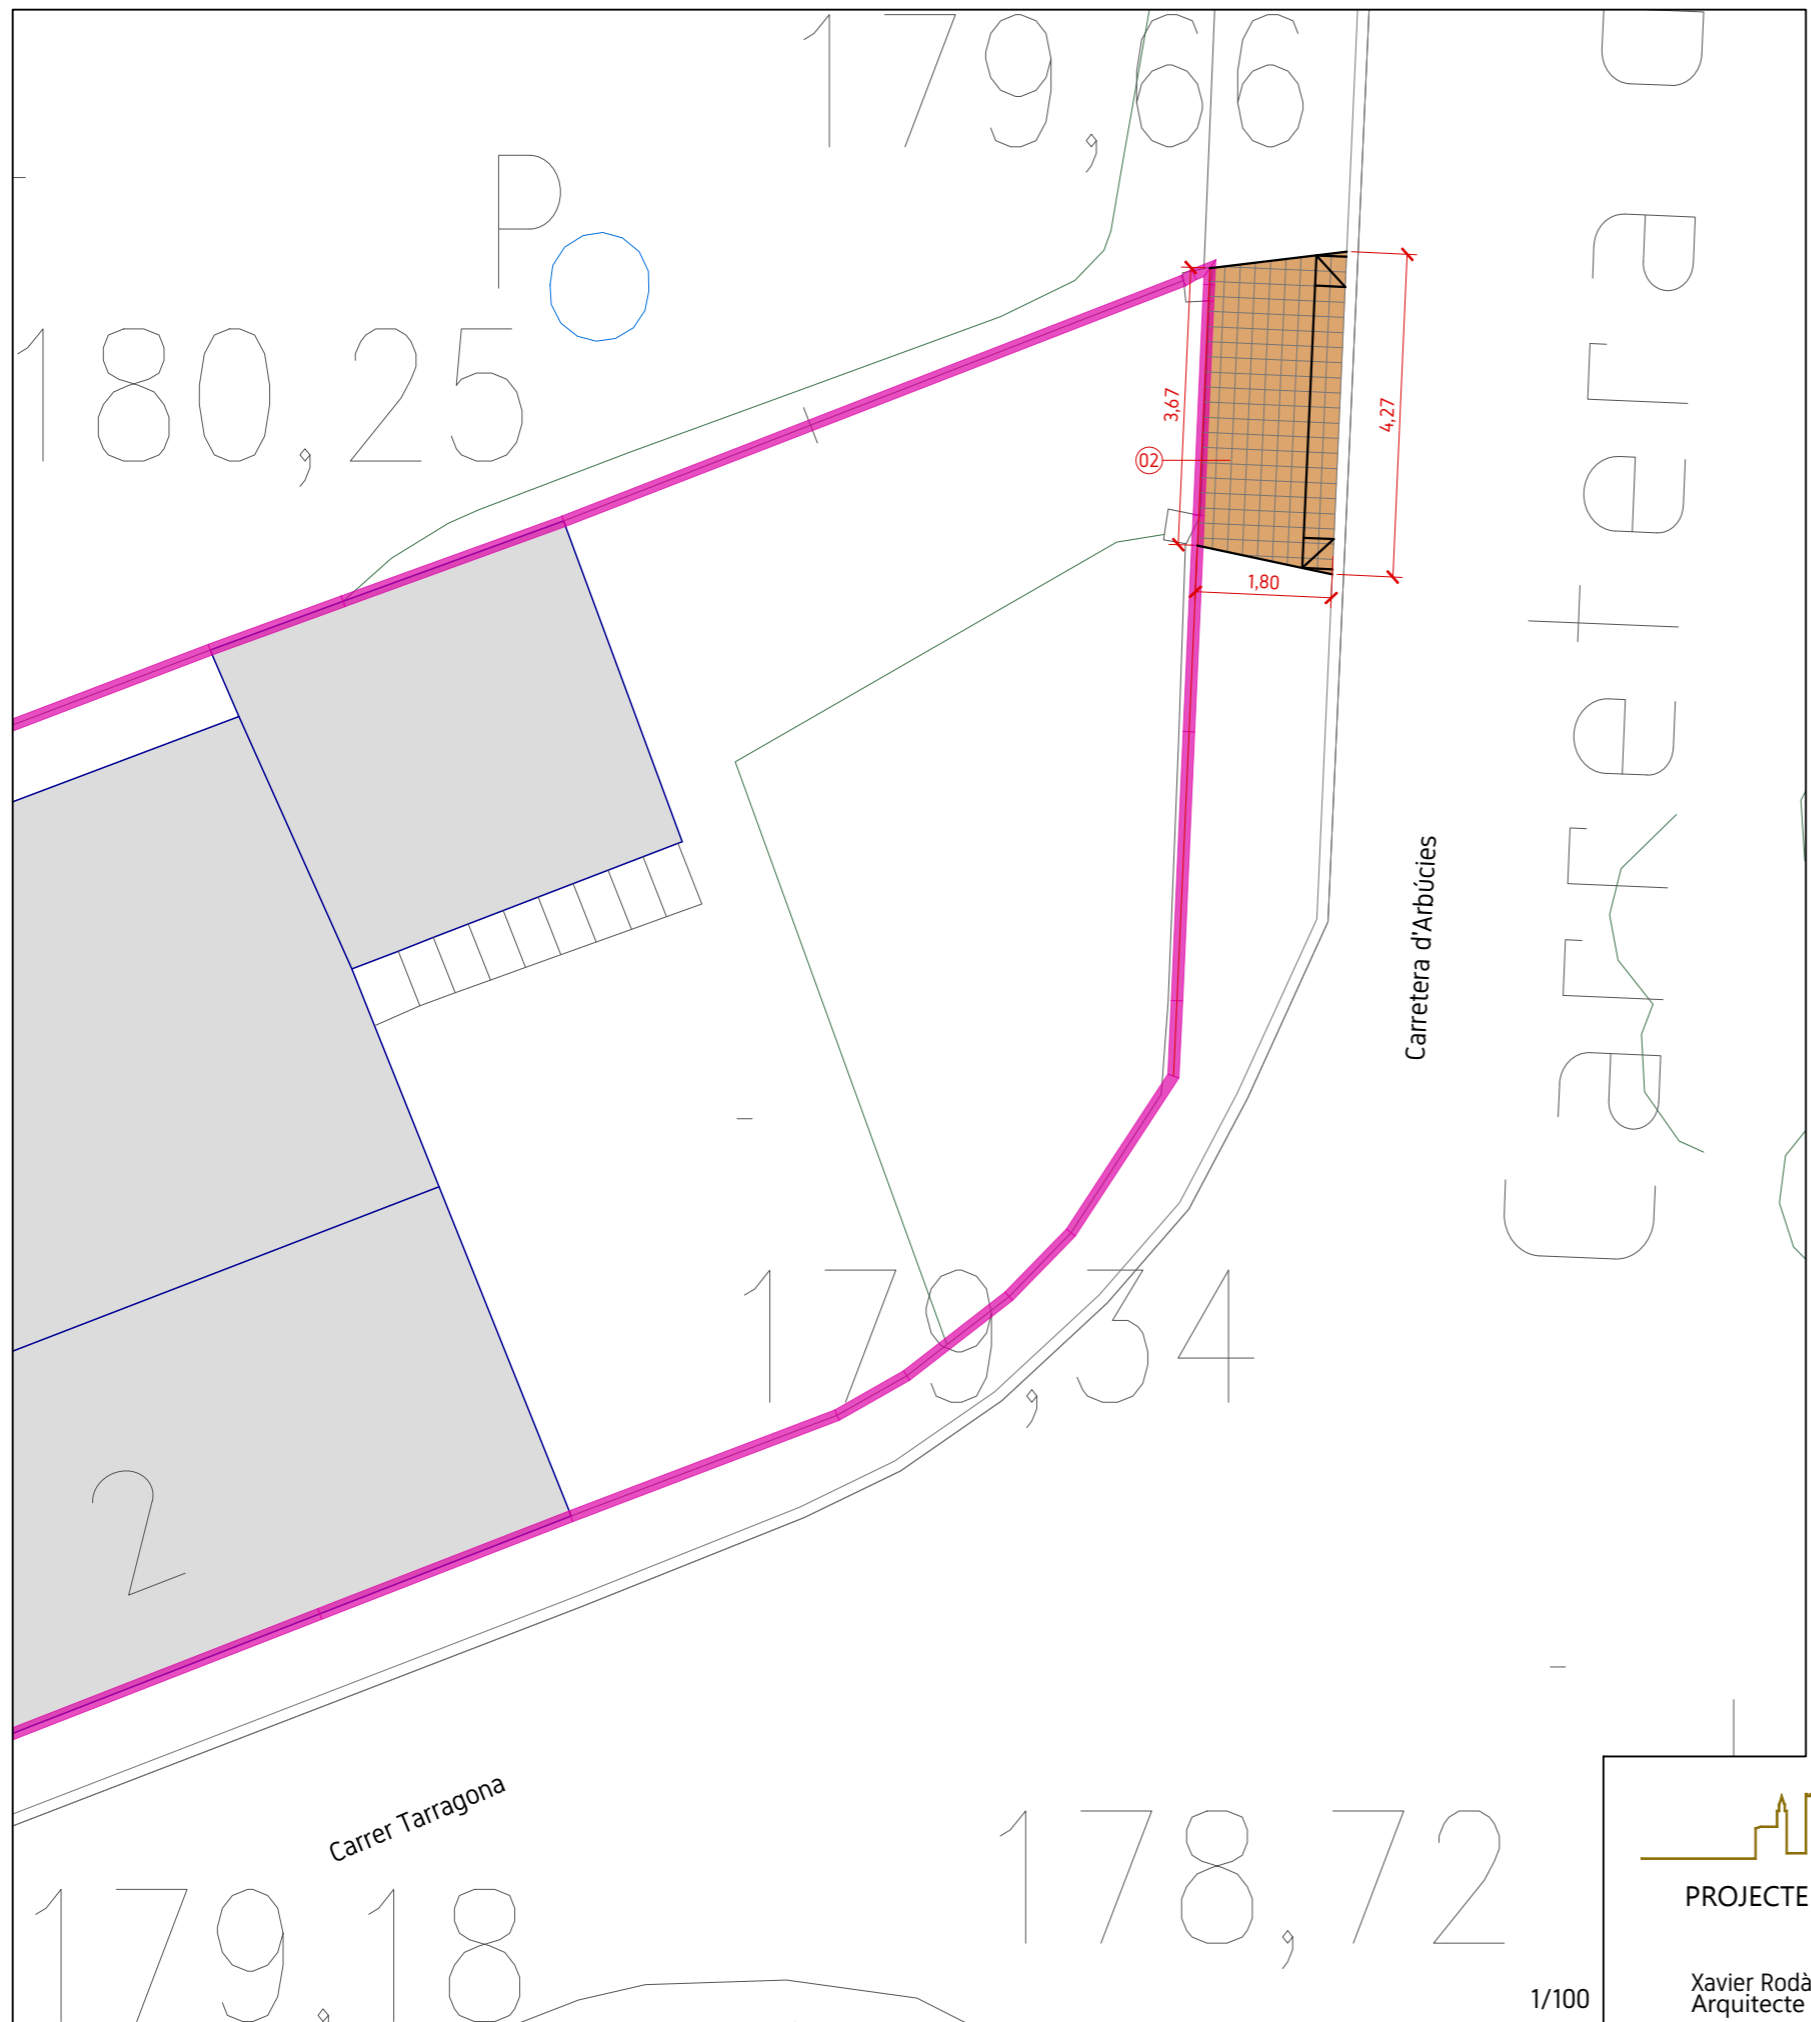 179,66
P
180,25
3,67
4,27
02
1,80
Carretera
Carretera d'Arbúcies
179,34
2
Carrer Tarragona
178,72
179,18
PROJECTE
1/100
Xavier Rodà
Arquitecte